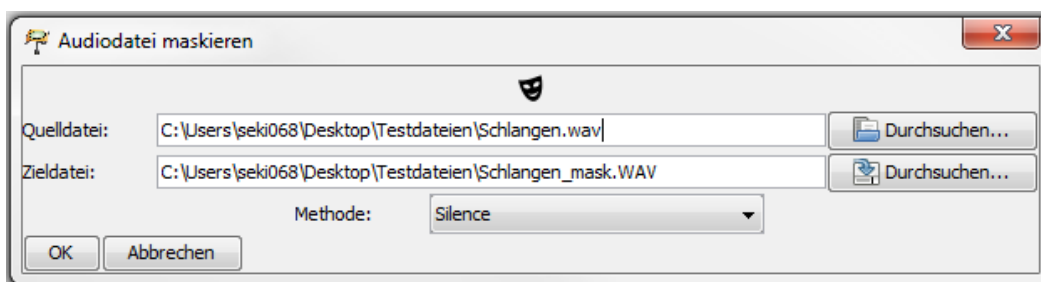 Audiodatei maskieren
Quelldatei: C:\Users\seki068\Desktop\Testdateien\Schlangen.wav Durchsuchen...
Zieldatei: C:\Users\seki068\Desktop\Testdateien\Schlangen_mask.WAV Durchsuchen...
Methode: Silence
OK Abbrechen